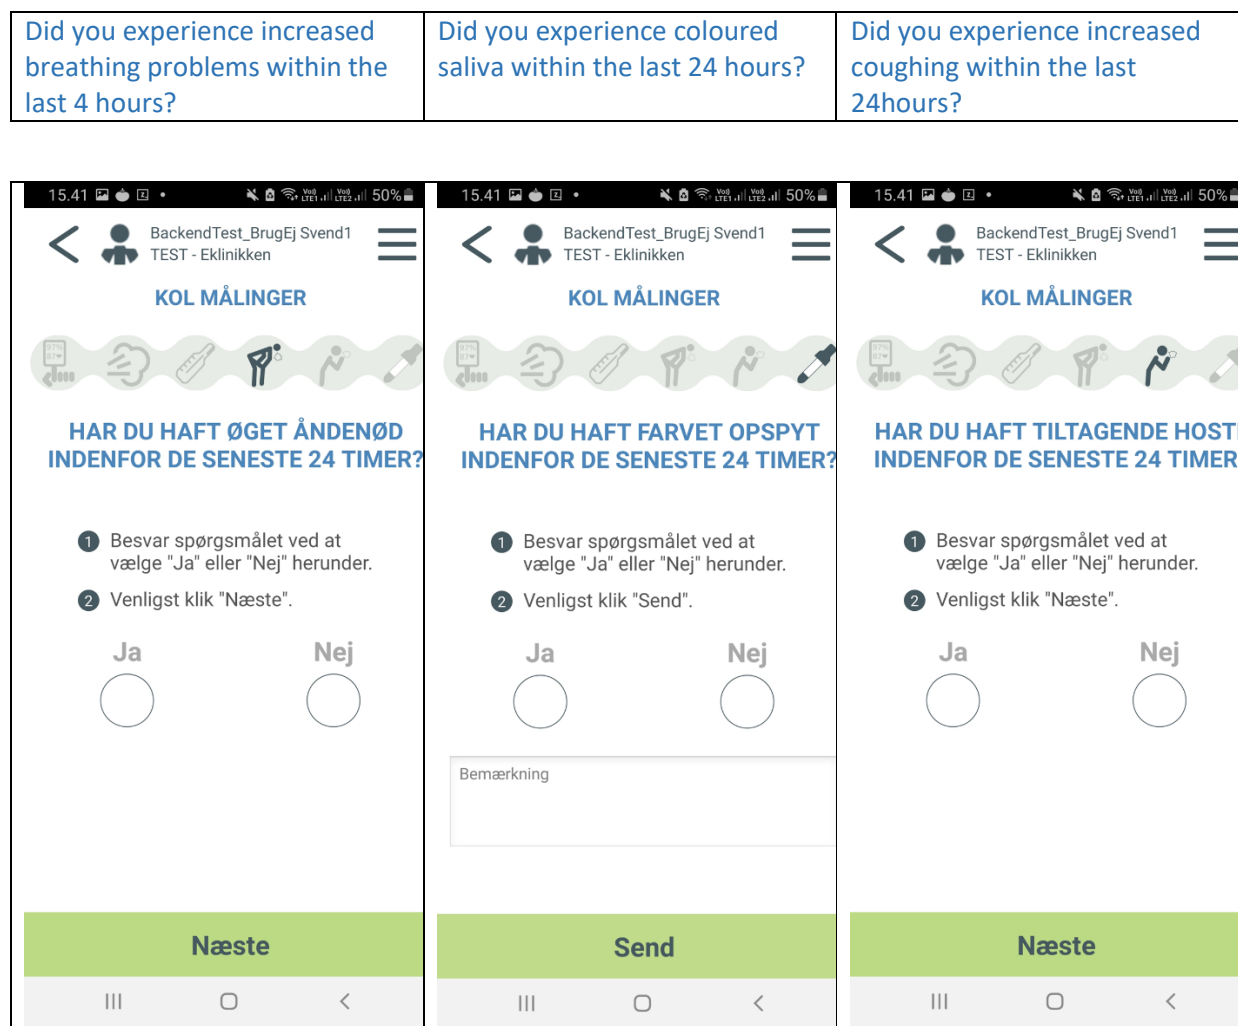 Did you experience increased
breathing problems within the
last 4 hours?
Did you experience coloured
saliva within the last 24 hours?
Did you experience increased
coughing within the last
24hours?
15.41
50%
BackendTest_BrugEj Svend1
TEST - Eklinikken
KOL MÅLINGER
HAR DU HAFT ØGET ÅNDENØD
INDENFOR DE SENESTE 24 TIMER?
1 Besvar spørgsmålet ved at
vælge "Ja" eller "Nej" herunder.
2 Venligst klik "Næste".
Ja Nej
Næste
15.41
50%
BackendTest_BrugEj Svend1
TEST - Eklinikken
KOL MÅLINGER
HAR DU HAFT FARVET OPSPYT
INDENFOR DE SENESTE 24 TIMER?
1 Besvar spørgsmålet ved at
vælge "Ja" eller "Nej" herunder.
2 Venligst klik "Send".
Ja Nej
Bemærkning
Send
15.41
50%
BackendTest_BrugEj Svend1
TEST - Eklinikken
KOL MÅLINGER
HAR DU HAFT TILTAGENDE HOST
INDENFOR DE SENESTE 24 TIMER
1 Besvar spørgsmålet ved at
vælge "Ja" eller "Nej" herunder.
2 Venligst klik "Næste".
Ja Nej
Næste